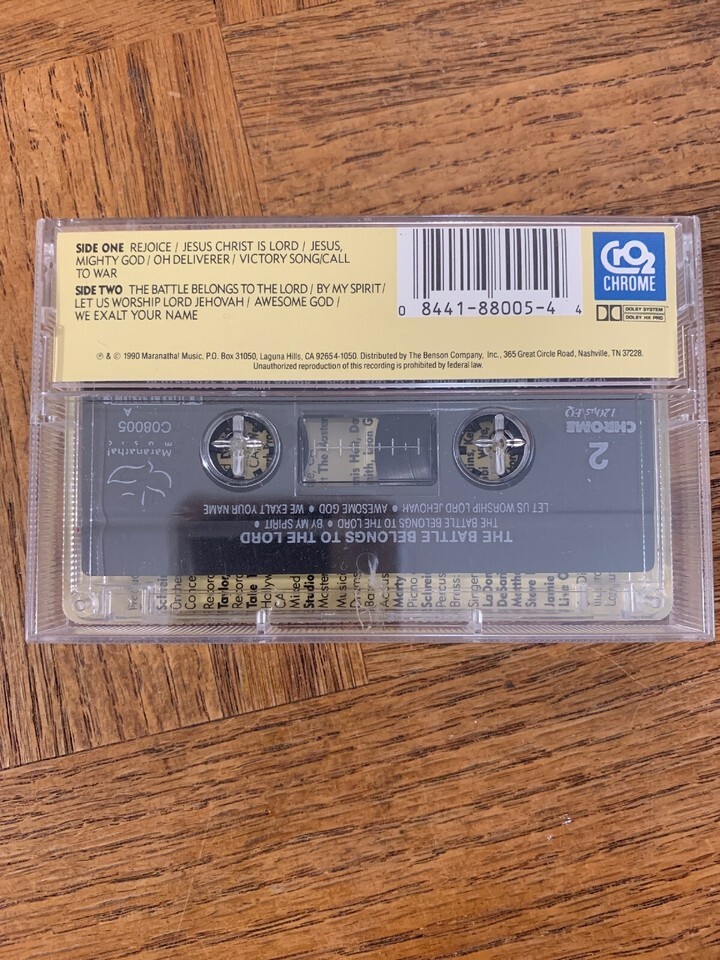 SIDE ONE REJOICE / JESUS CHRIST IS LORD / JESUS,
MIGHTY GOD / OH DELIVERER / VICTORY SONG/CALL
TO WAR
SIDE TWO THE BATTLE BELONGS TO THE LORD / BY MY SPIRIT /
LET US WORSHIP LORD JEHOVAH / AWESOME GOD /
WE EXALT YOUR NAME
0 8441-88005-4 4
CrO2
CHROME
DOLBY SYSTEM
DOLBY HX PRO
℗ & © 1990 Maranatha! Music, P.O. Box 31050, Laguna Hills, CA 92654-1050. Distributed by The Benson Company, Inc., 365 Great Circle Road, Nashville, TN 37228.
Unauthorized reproduction of this recording is prohibited by federal law.
THE BATTLE BELONGS TO THE LORD
THE BATTLE BELONGS TO THE LORD • BY MY SPIRIT •
LET US WORSHIP LORD JEHOVAH • AWESOME GOD • WE EXALT YOUR NAME
2
CHROME
120μs EQ
Maranatha!
music
C08005
A